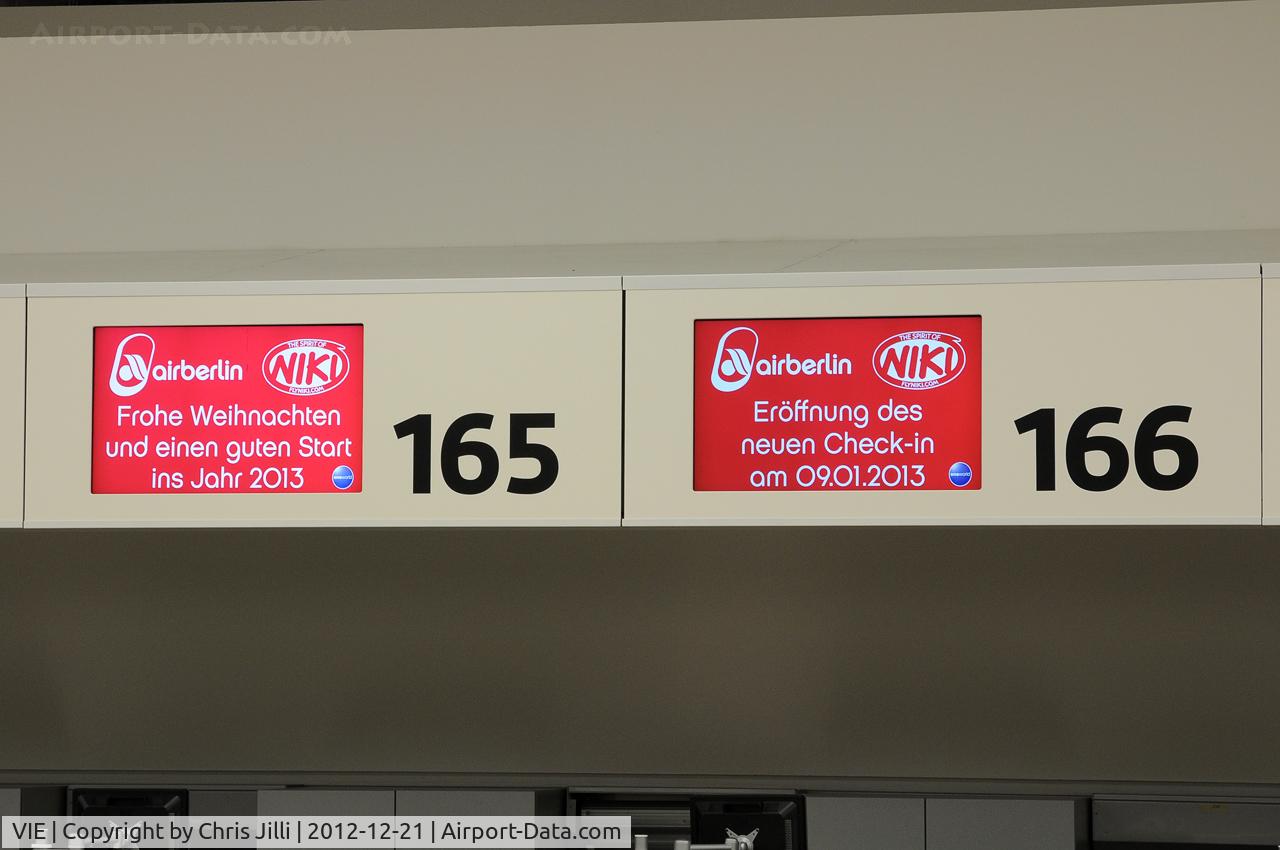 AIRPORT-DATA.COM
airberlin
THE SPIRIT OF
NIKI
FLYNIKI.COM
Frohe Weihnachten
und einen guten Start
ins Jahr 2013
165
airberlin
THE SPIRIT OF
NIKI
FLYNIKI.COM
Eröffnung des
neuen Check-in
am 09.01.2013
166
VIE | Copyright by Chris Jilli | 2012-12-21 | Airport-Data.com